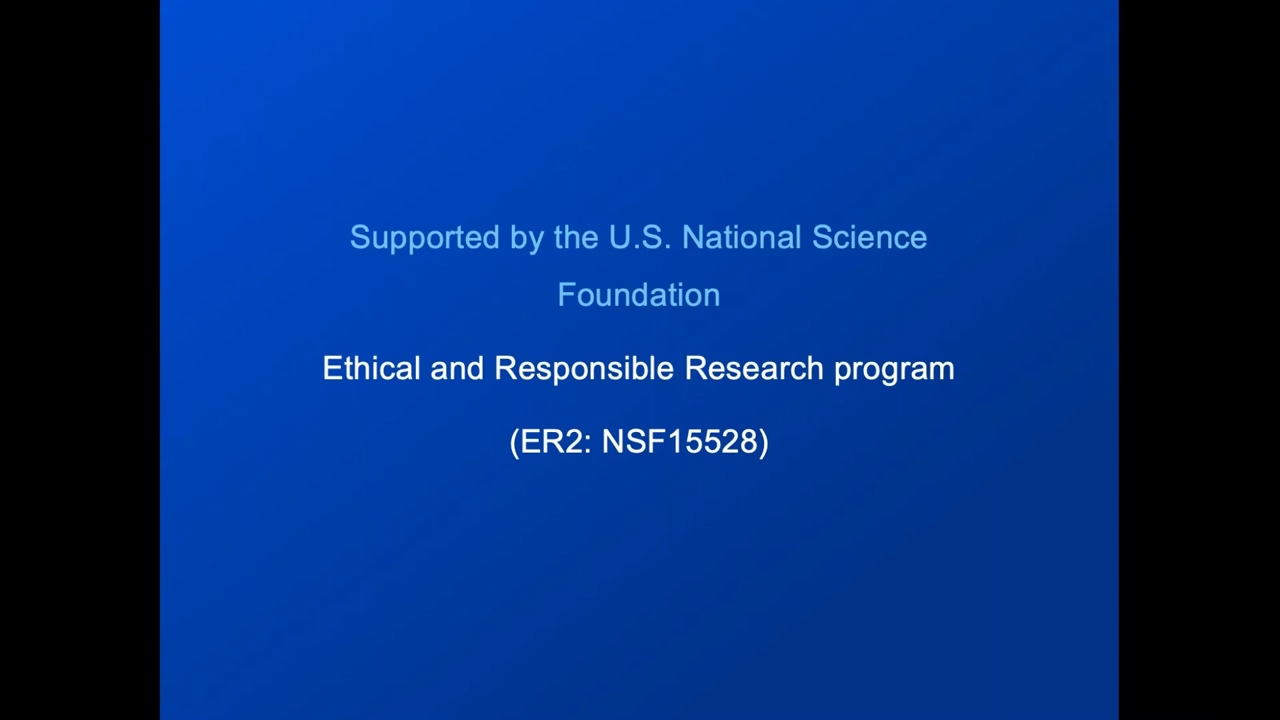 Supported by the U.S. National Science
Foundation
Ethical and Responsible Research program
(ER2: NSF15528)